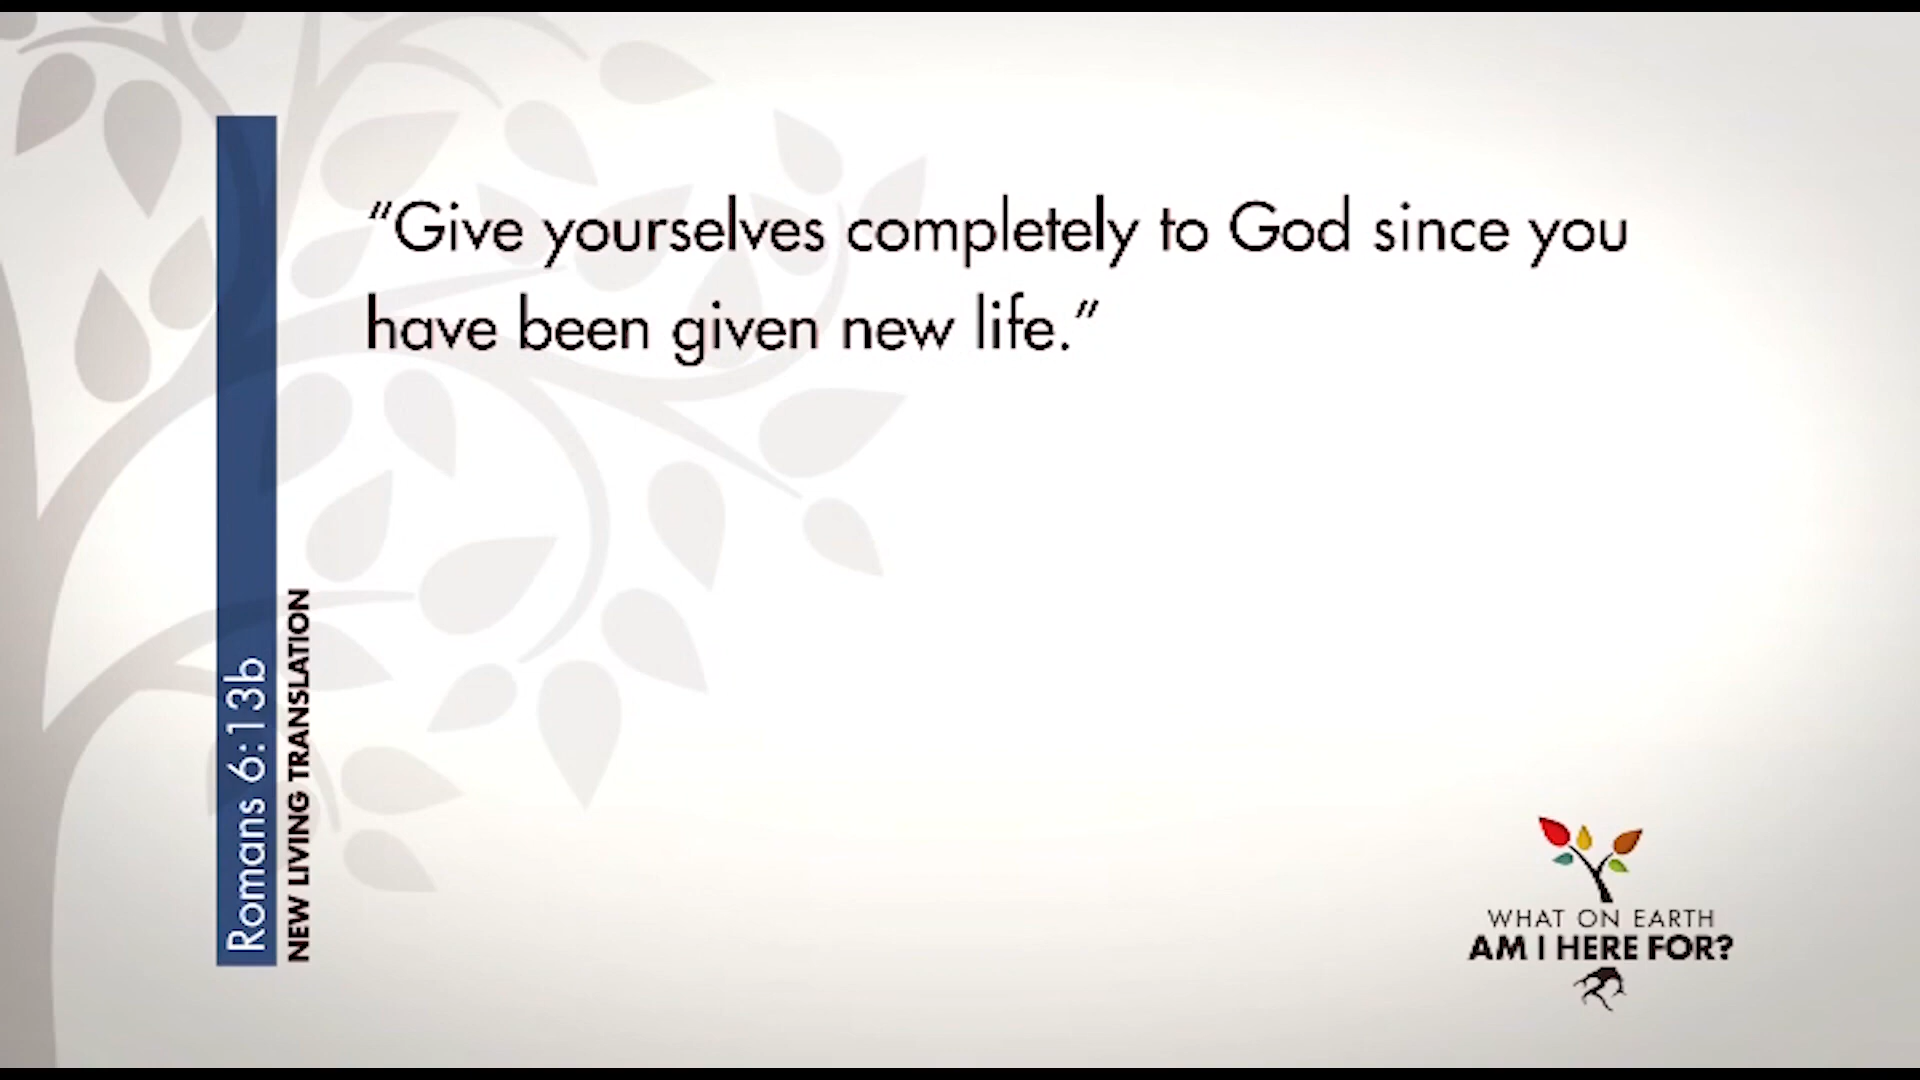 “Give yourselves completely to God since you
have been given new life.”
Romans 6:13b
NEW LIVING TRANSLATION
WHAT ON EARTH
AM I HERE FOR?